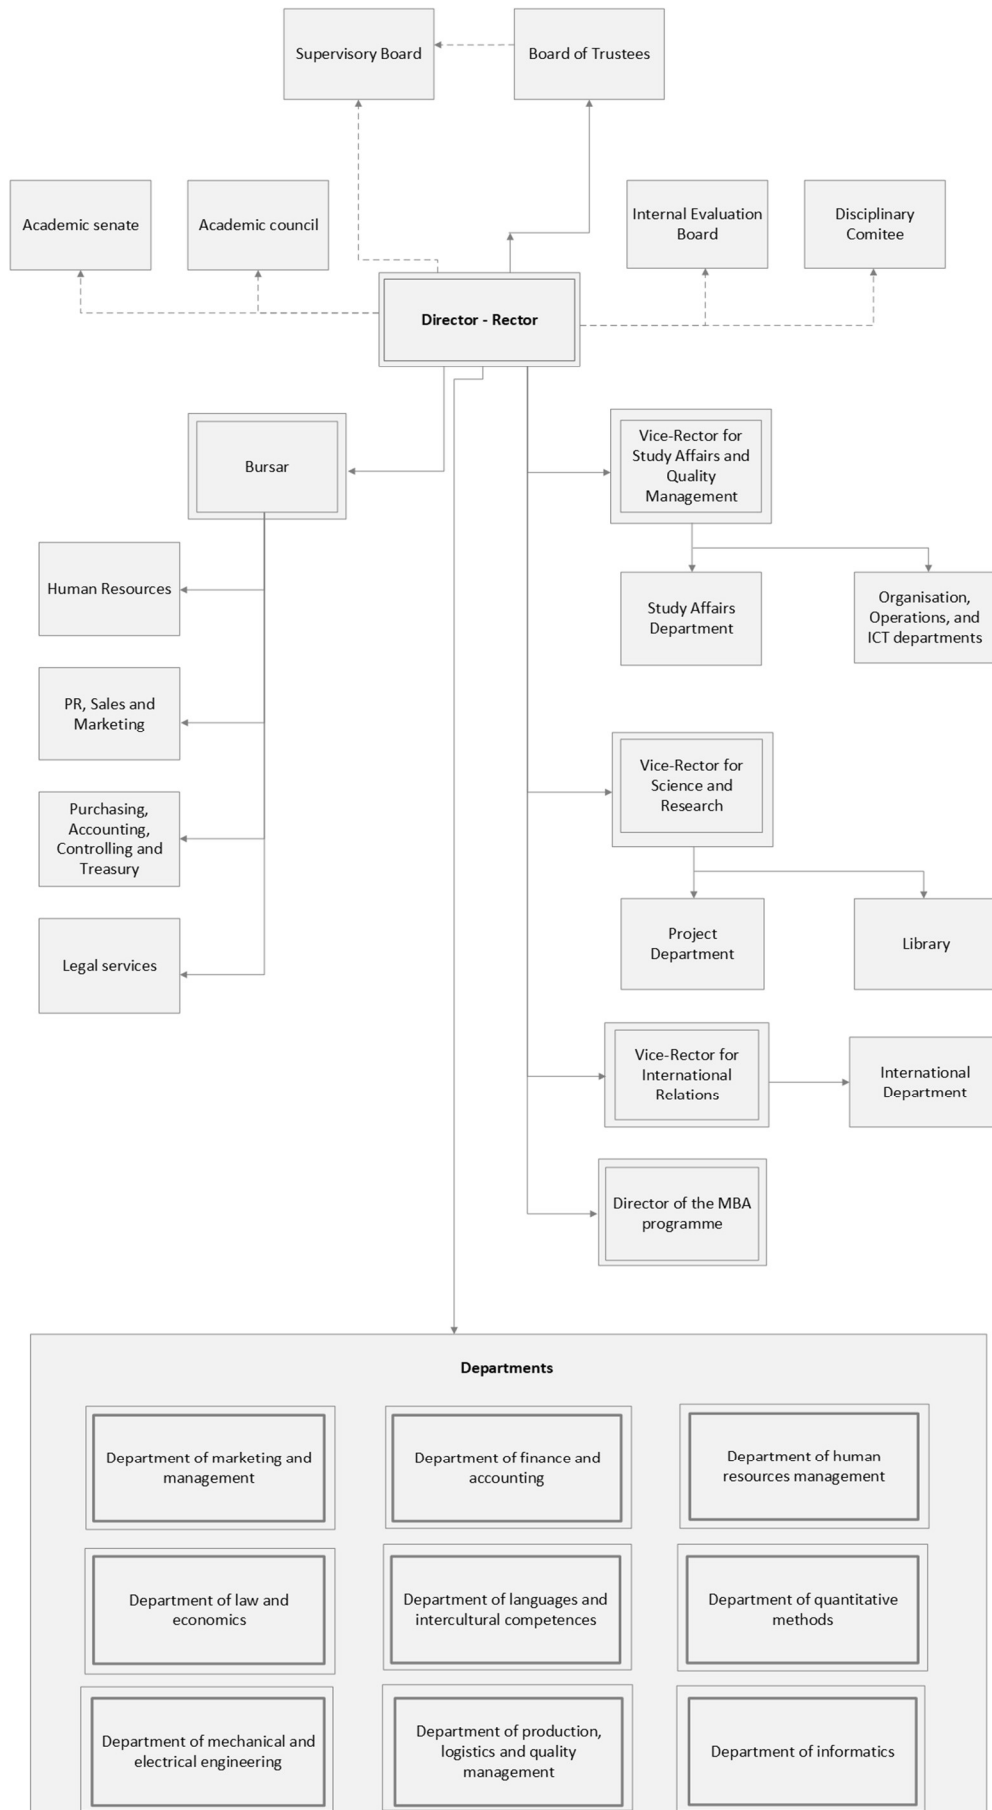 Supervisory Board
Board of Trustees
Academic senate
Academic council
Internal Evaluation
Board
Disciplinary
Comitee
Director - Rector
Bursar
Vice-Rector for
Study Affairs and
Quality
Management
Human Resources
Study Affairs
Department
Organisation,
Operations, and
ICT departments
PR, Sales and
Marketing
Vice-Rector for
Science and
Research
Purchasing,
Accounting,
Controlling and
Treasury
Legal services
Project
Department
Library
Vice-Rector for
International
Relations
International
Department
Director of the MBA
programme
Departments
Department of marketing and
management
Department of finance and
accounting
Department of human
resources management
Department of law and
economics
Department of languages and
intercultural competences
Department of quantitative
methods
Department of mechanical and
electrical engineering
Department of production,
logistics and quality
management
Department of informatics